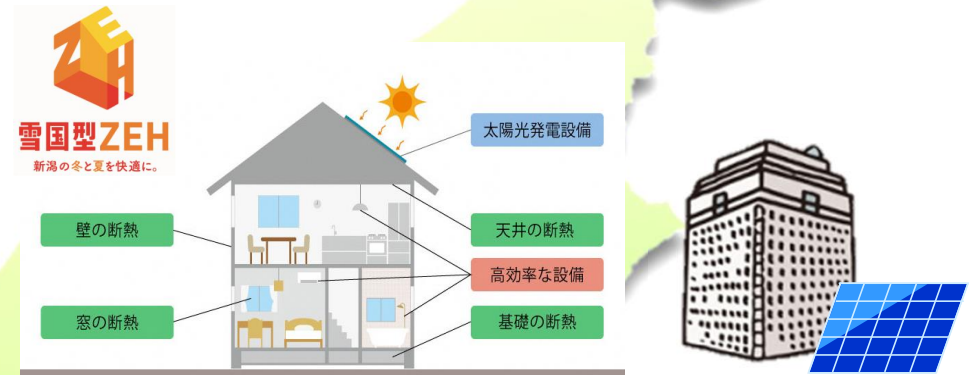 ZEH
雪国型ZEH
新潟の冬と夏を快適に。
太陽光発電設備
壁の断熱
天井の断熱
高効率な設備
窓の断熱
基礎の断熱